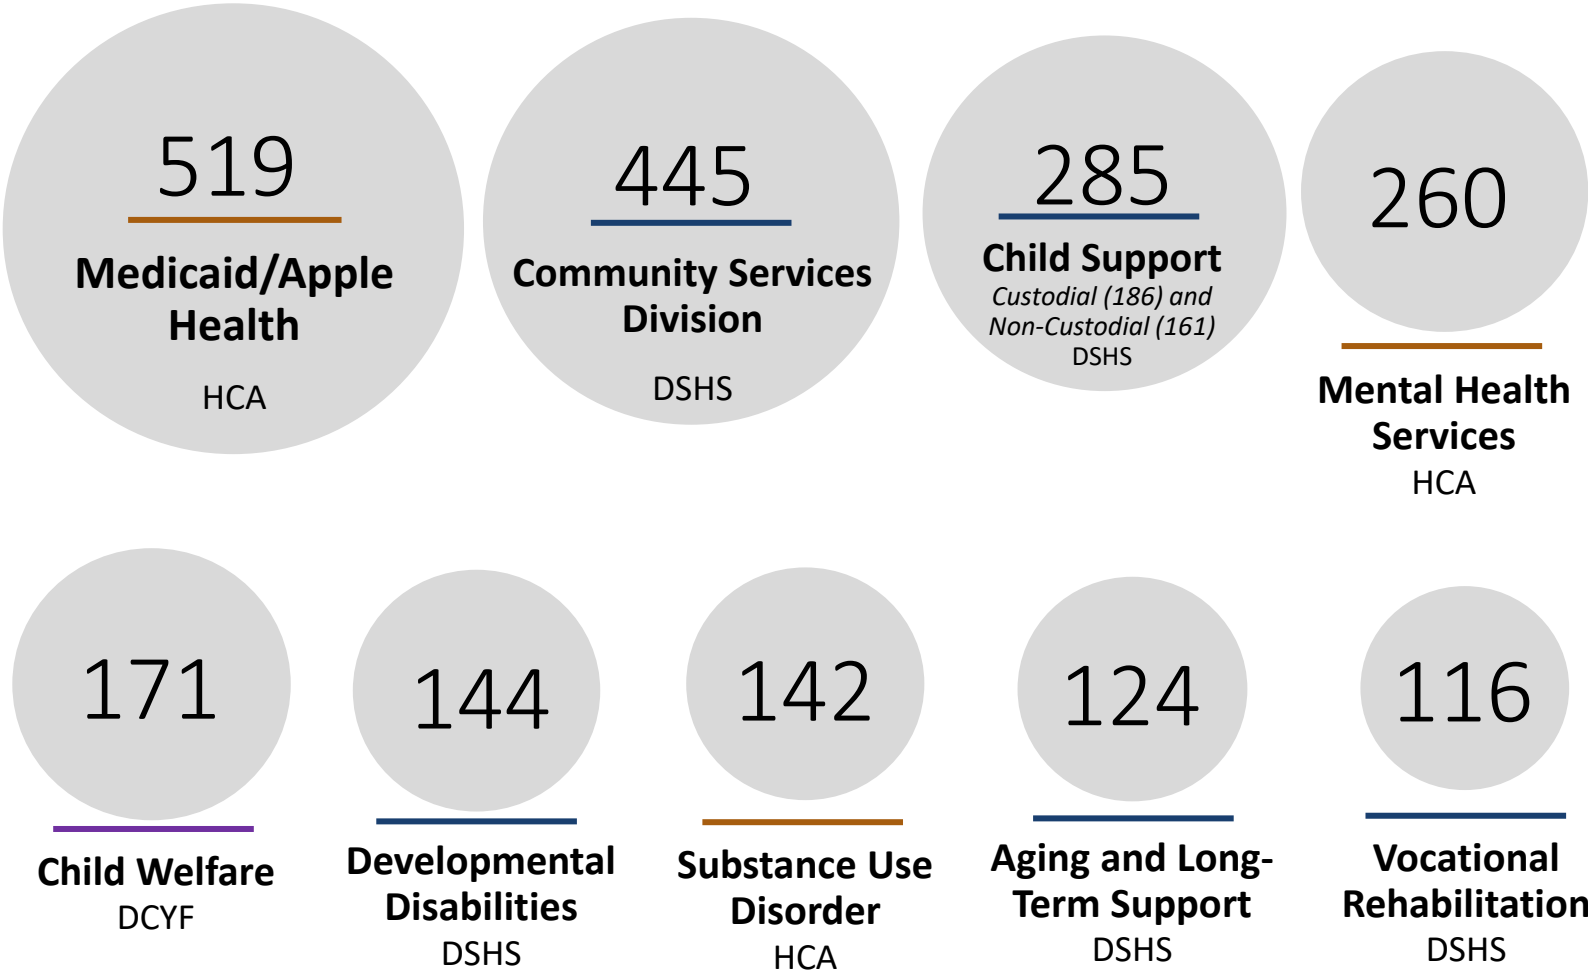 519
Medicaid/Apple
Health
HCA
445
Community Services
Division
DSHS
285
Child Support
Custodial (186) and
Non-Custodial (161)
DSHS
260
Mental Health
Services
HCA
171
Child Welfare
DCYF
144
Developmental
Disabilities
DSHS
142
Substance Use
Disorder
HCA
124
Aging and Long-
Term Support
DSHS
116
Vocational
Rehabilitation
DSHS